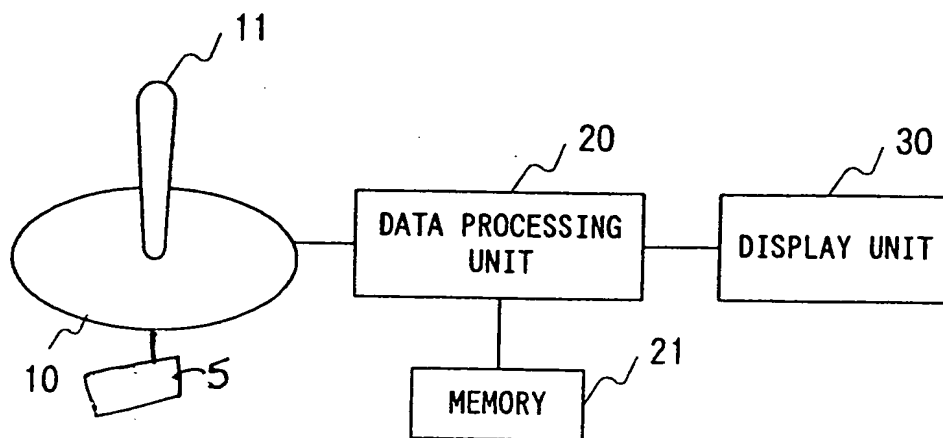 11
20
30
DATA PROCESSING
UNIT
DISPLAY UNIT
10
5
21
MEMORY